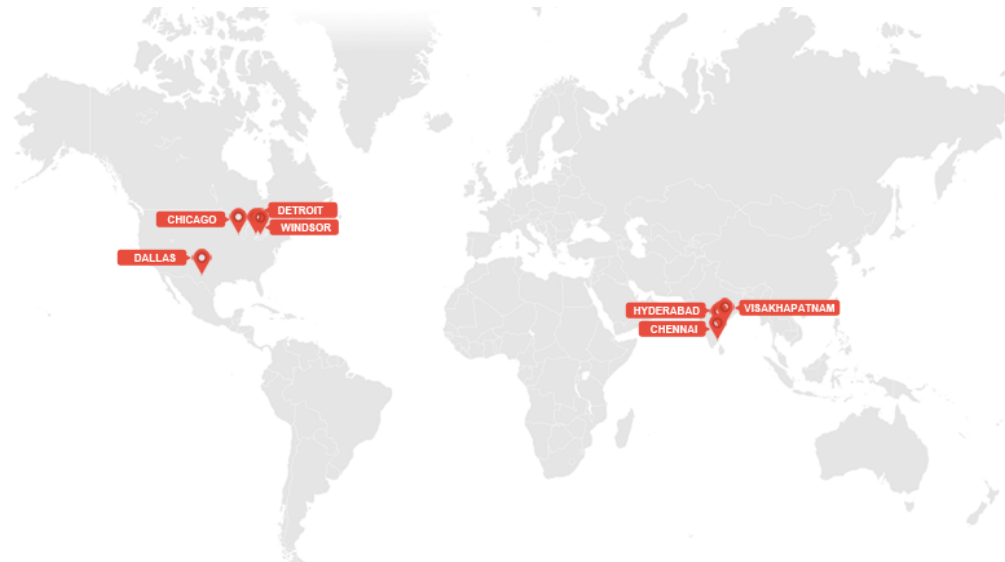 DETROIT
CHICAGO
WINDSOR
DALLAS
HYDERABAD
VISAKHAPATNAM
CHENNAI